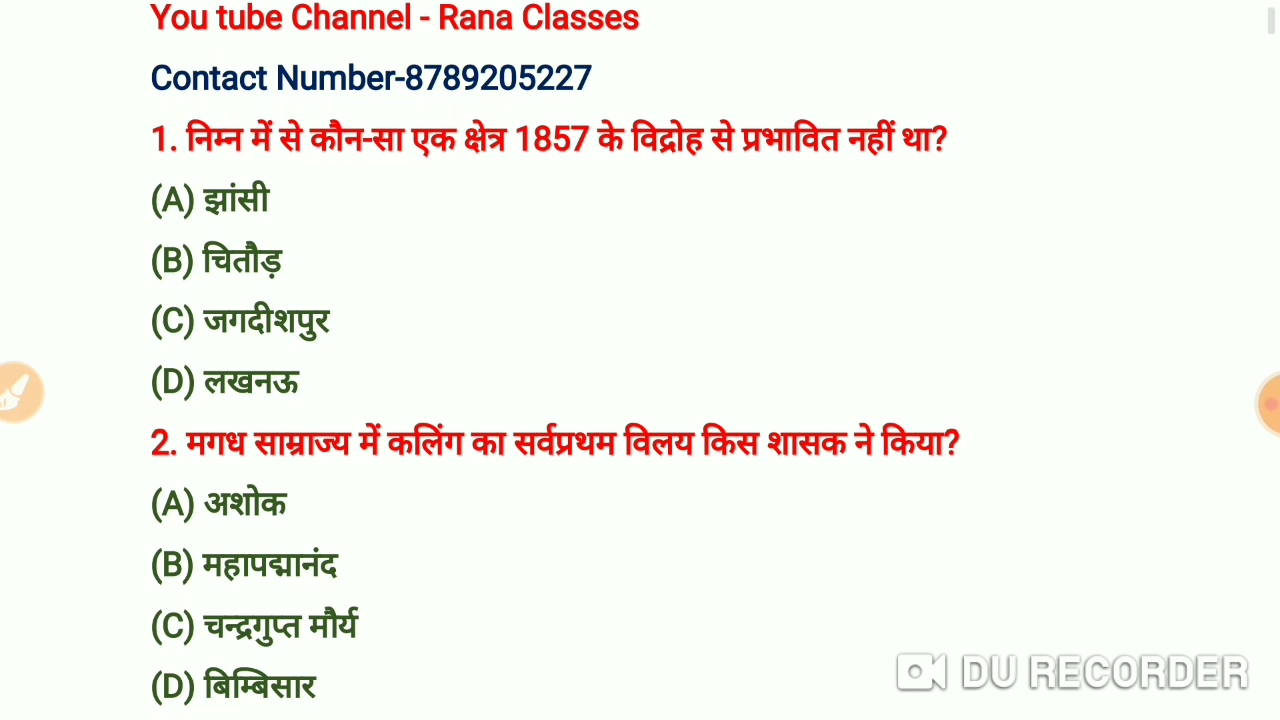 You tube Channel - Rana Classes
Contact Number-8789205227
1. निम्न में से कौन-सा एक क्षेत्र 1857 के विद्रोह से प्रभावित नहीं था?
(A) झांसी
(B) चितौड़
(C) जगदीशपुर
(D) लखनऊ
2. मगध साम्राज्य में कलिंग का सर्वप्रथम विलय किस शासक ने किया?
(A) अशोक
(B) महापद्मानंद
(C) चन्द्रगुप्त मौर्य
(D) बिम्बिसार
DU RECORDER